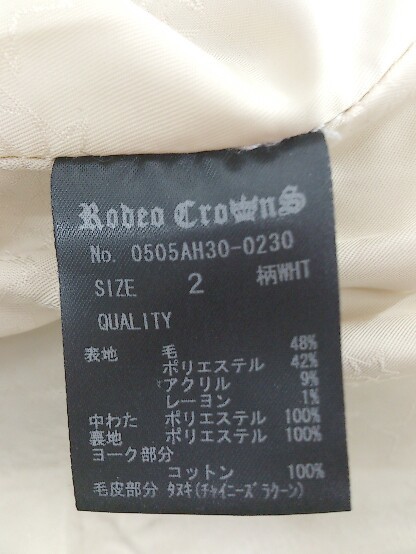 Rodeo Crowns
No. 0505AH30-0230
SIZE 2 柄WHT
QUALITY
表地 毛 48%
ポリエステル 42%
アクリル 9%
レーヨン 1%
中わた ポリエステル 100%
裏地 ポリエステル 100%
ヨーク部分
コットン 100%
毛皮部分 タヌキ(チャイニーズラクーン)